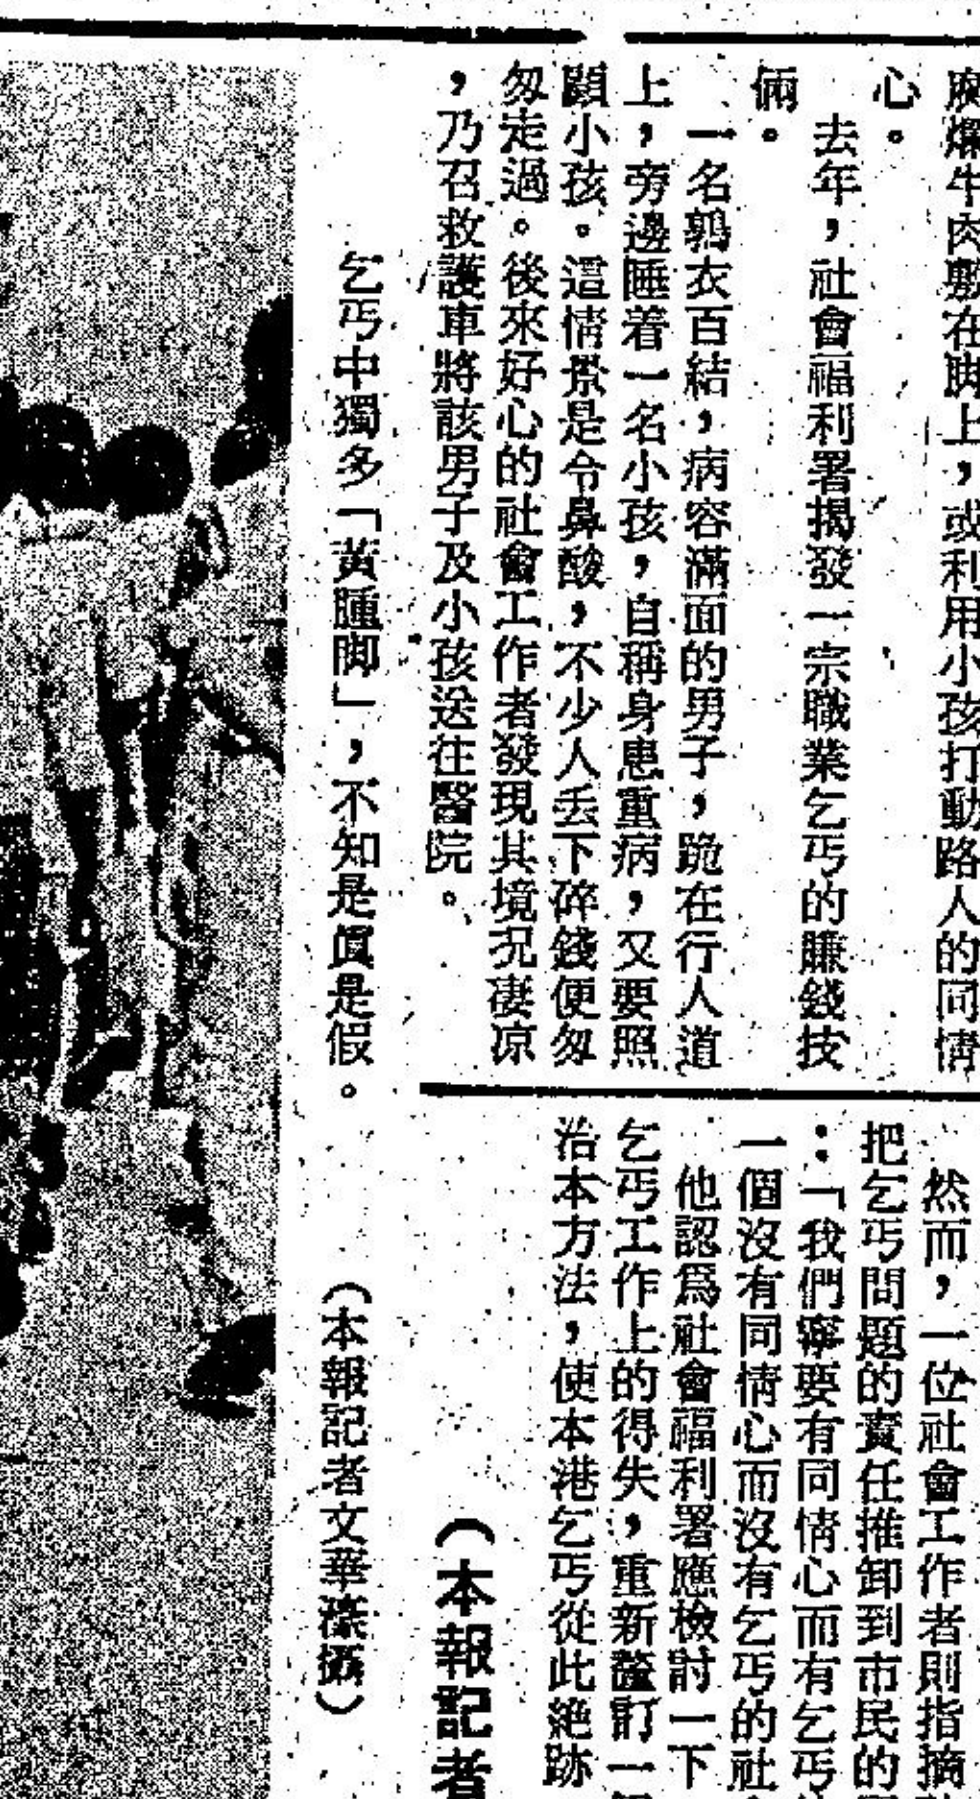 腐爛牛肉敷在脚上，或利用小孩打動路人的同情
心。
去年，社會福利署揭發一宗職業乞丐的賺錢技
倆。
一名鶉衣百結，病容滿面的男子，跪在行人道
上，旁邊睡着一名小孩，自稱身患重病，又要照
顧小孩。這情景是令鼻酸，不少人丢下碎錢便匆
匆走過。後來好心的社會工作者發現其境況凄凉
，乃召救護車將該男子及小孩送往醫院。
然而，一位社會工作者則指摘
把乞丐問題的責任推卸到市民的
：「我們寧要有同情心而有乞丐
一個沒有同情心而沒有乞丐的社
他認爲社會福利署應檢討一下
乞丐工作上的得失，重新釐訂一
治本方法，使本港乞丐從此絕跡
（本報記者
乞丐中獨多「黃腫脚」，不知是眞是假。
（本報記者文華滌攝）